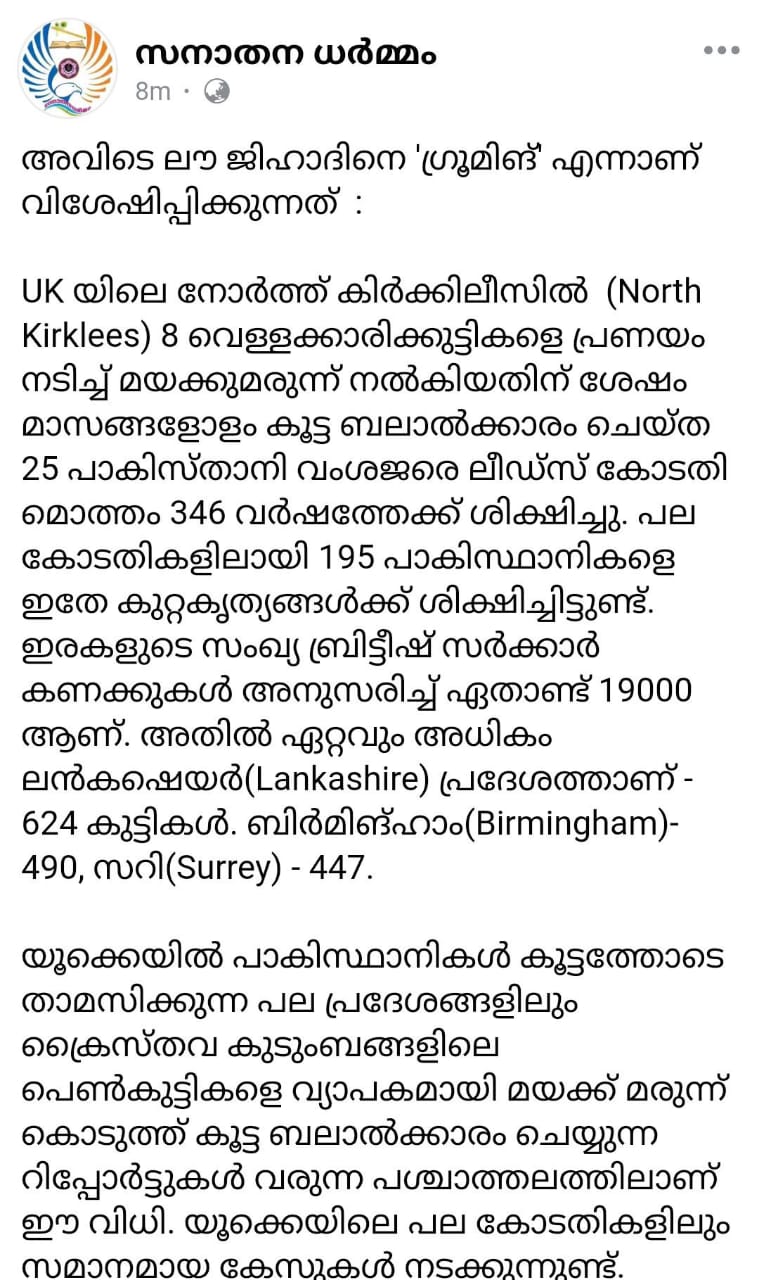 സനാതന ധർമ്മം
8m ·
അവിടെ ലൗ ജിഹാദിനെ 'ഗ്രൂമിങ്' എന്നാണ്
വിശേഷിപ്പിക്കുന്നത് :
UK യിലെ നോർത്ത് കിർക്കിലീസിൽ (North
Kirklees) 8 വെള്ളക്കാരിക്കുട്ടികളെ പ്രണയം
നടിച്ച് മയക്കുമരുന്ന് നൽകിയതിന് ശേഷം
മാസങ്ങളോളം കൂട്ട ബലാൽക്കാരം ചെയ്ത
25 പാകിസ്താനി വംശജരെ ലീഡ്സ് കോടതി
മൊത്തം 346 വർഷത്തേക്ക് ശിക്ഷിച്ചു. പല
കോടതികളിലായി 195 പാകിസ്ഥാനികളെ
ഇതേ കുറ്റകൃത്യങ്ങൾക്ക് ശിക്ഷിച്ചിട്ടുണ്ട്.
ഇരകളുടെ സംഖ്യ ബ്രിട്ടീഷ് സർക്കാർ
കണക്കുകൾ അനുസരിച്ച് ഏതാണ്ട് 19000
ആണ്. അതിൽ ഏറ്റവും അധികം
ലൻകഷെയർ(Lankashire) പ്രദേശത്താണ് -
624 കുട്ടികൾ. ബിർമിങ്ഹാം(Birmingham)-
490, സറി(Surrey) - 447.
യൂക്കെയിൽ പാകിസ്ഥാനികൾ കൂട്ടത്തോടെ
താമസിക്കുന്ന പല പ്രദേശങ്ങളിലും
ക്രൈസ്തവ കുടുംബങ്ങളിലെ
പെൺകുട്ടികളെ വ്യാപകമായി മയക്ക് മരുന്ന്
കൊടുത്ത് കൂട്ട ബലാൽക്കാരം ചെയ്യുന്ന
റിപ്പോർട്ടുകൾ വരുന്ന പശ്ചാത്തലത്തിലാണ്
ഈ വിധി. യൂക്കെയിലെ പല കോടതികളിലും
സമാനമായ കേസുകൾ നടക്കുന്നുണ്ട്.